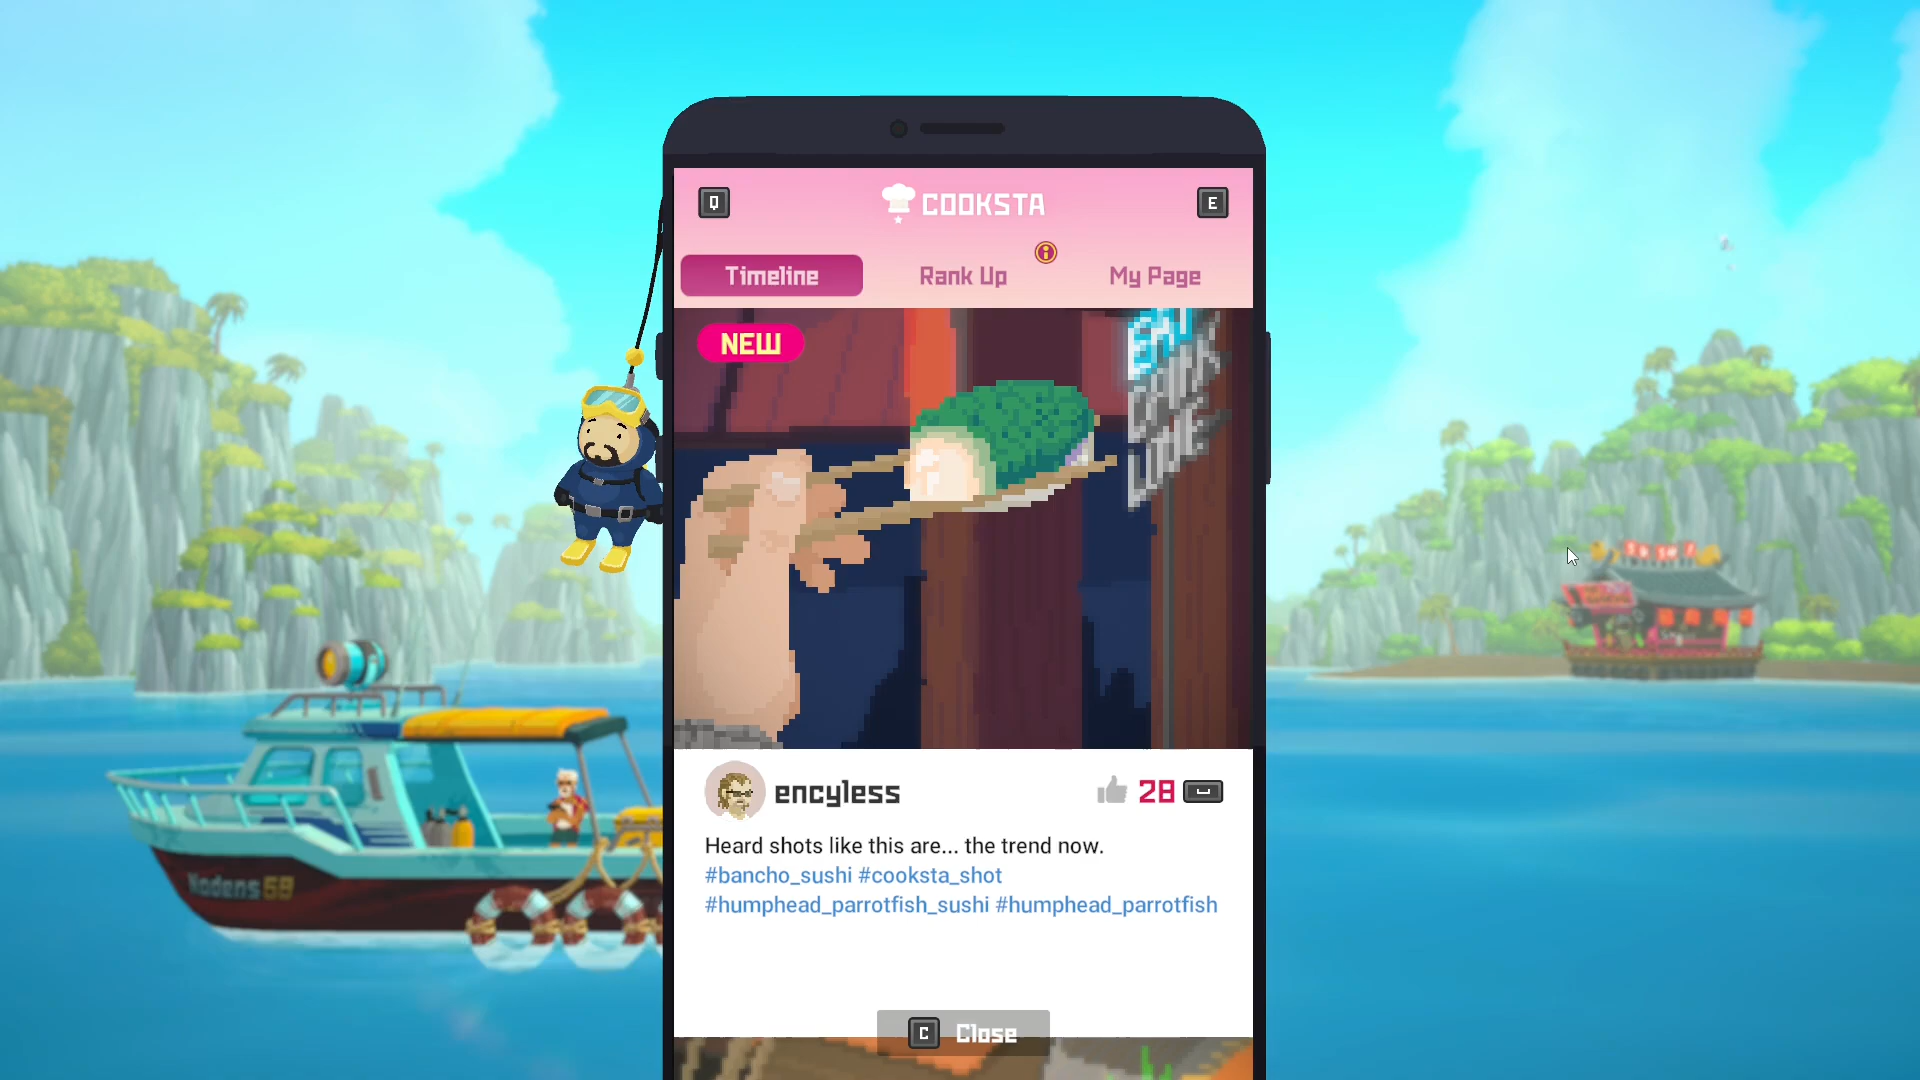 Q
COOKSTA
E
Timeline
Rank Up
My Page
NEW
encyless
28
Heard shots like this are... the trend now.
#bancho_sushi #cooksta_shot
#humphead_parrotfish_sushi #humphead_parrotfish
Nadens68
C Close